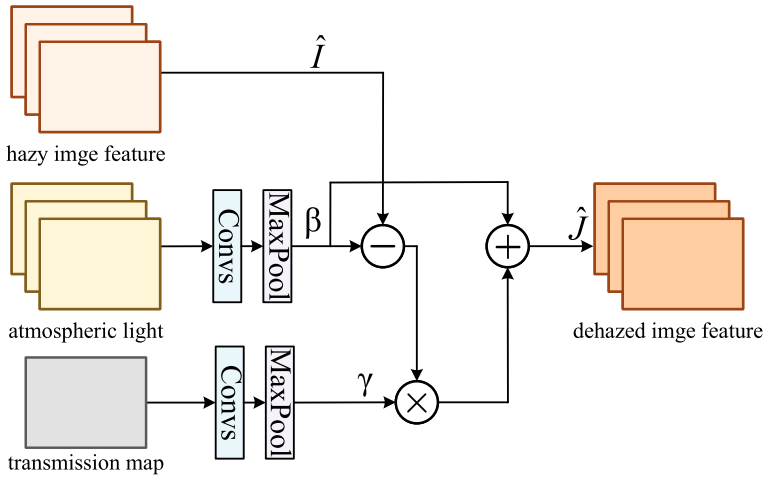 Î
hazy imge feature
Convs
MaxPool
β
−
+
Ĵ
atmospheric light
dehazed imge feature
Convs
MaxPool
γ
×
transmission map